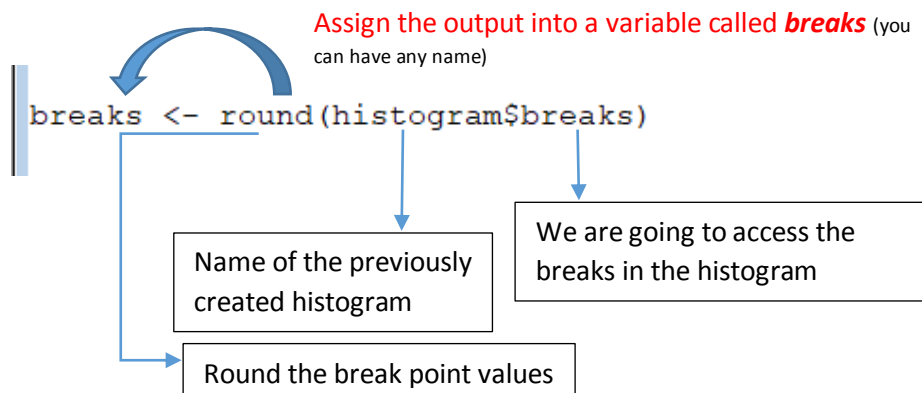 Assign the output into a variable called breaks (you
can have any name)
breaks <- round(histogram$breaks)
We are going to access the
breaks in the histogram
Name of the previously
created histogram
Round the break point values